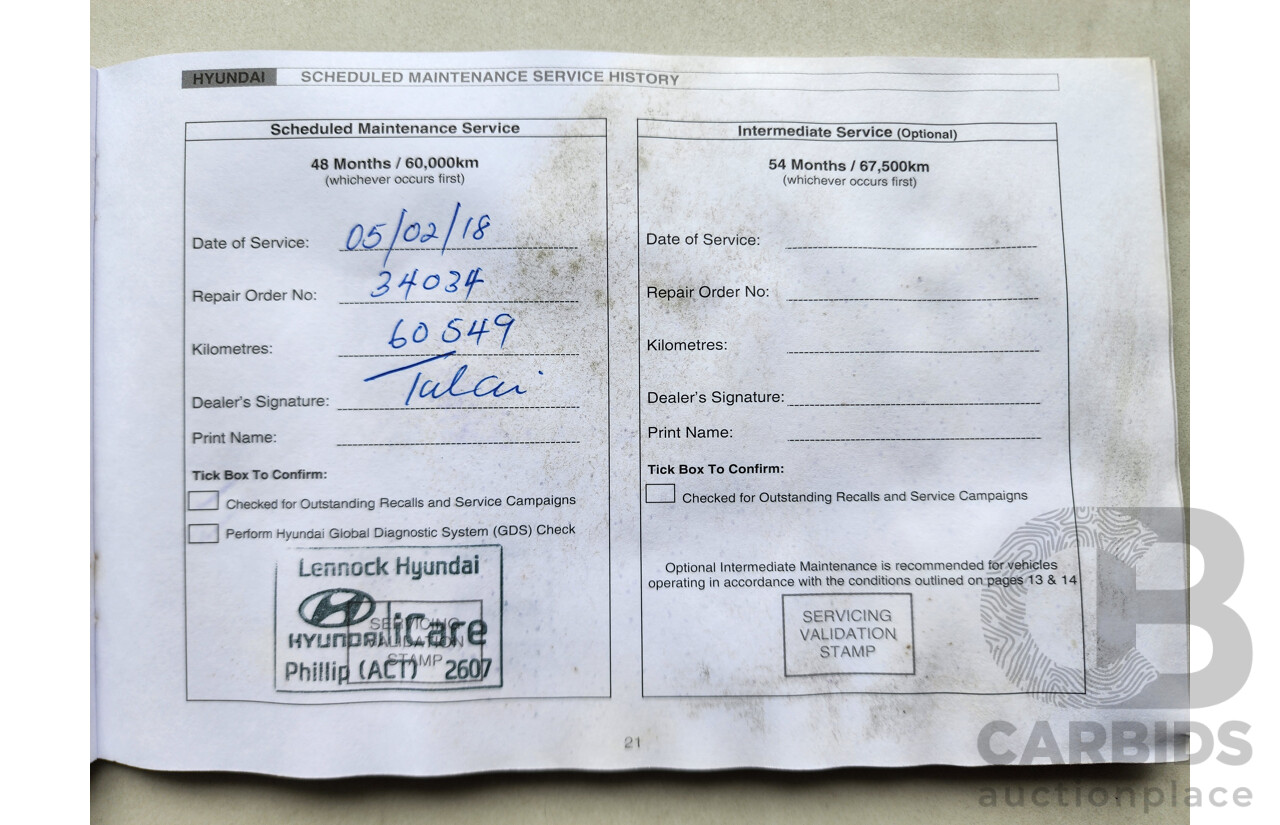 HYUNDAI SCHEDULED MAINTENANCE SERVICE HISTORY
Scheduled Maintenance Service
48 Months / 60,000km
(whichever occurs first)
Date of Service: 05/02/18
Repair Order No: 34034
Kilometres: 60549
Dealer's Signature:
Print Name:
Tick Box To Confirm:
Checked for Outstanding Recalls and Service Campaigns
Perform Hyundai Global Diagnostic System (GDS) Check
Lennock Hyundai
HYUNDAI iCare
Phillip (ACT) 2607
SERVICING
VALIDATION
STAMP
Intermediate Service (Optional)
54 Months / 67,500km
(whichever occurs first)
Date of Service:
Repair Order No:
Kilometres:
Dealer's Signature:
Print Name:
Tick Box To Confirm:
Checked for Outstanding Recalls and Service Campaigns
Optional Intermediate Maintenance is recommended for vehicles
operating in accordance with the conditions outlined on pages 13 & 14
SERVICING
VALIDATION
STAMP
21
CB
CARBIDS
auctionplace